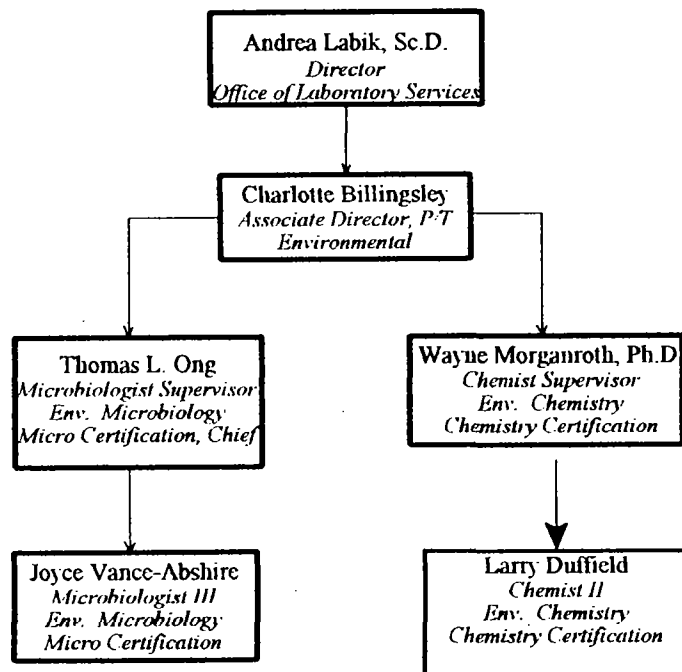 Andrea Labik, Sc.D.
Director
Office of Laboratory Services
Charlotte Billingsley
Associate Director, P/T
Environmental
Thomas L. Ong
Microbiologist Supervisor
Env. Microbiology
Micro Certification, Chief
Wayne Morganroth, Ph.D
Chemist Supervisor
Env. Chemistry
Chemistry Certification
Joyce Vance-Abshire
Microbiologist III
Env. Microbiology
Micro Certification
Larry Duffield
Chemist II
Env. Chemistry
Chemistry Certification